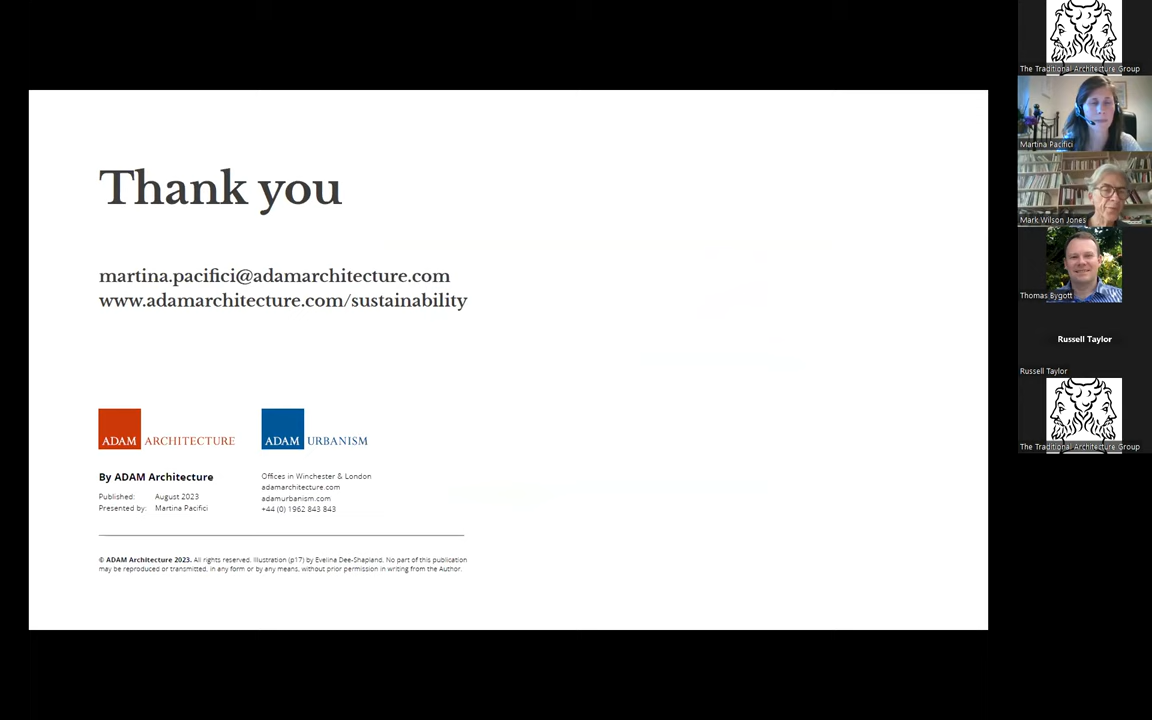 Thank you
martina.pacifici@adamarchitecture.com
www.adamarchitecture.com/sustainability
ADAM ARCHITECTURE
ADAM URBANISM
By ADAM Architecture
Published: August 2023
Presented by: Martina Pacifici
Offices in Winchester & London
adamarchitecture.com
adamurbanism.com
+44 (0) 1962 843 843
© ADAM Architecture 2023. All rights reserved. Illustration (p17) by Evelina Dee-Shapland. No part of this publication
may be reproduced or transmitted, in any form or by any means, without prior permission in writing from the Author.
The Traditional Architecture Group
Martina Pacifici
Mark Wilson Jones
Thomas Bygott
Russell Taylor
Russell Taylor
The Traditional Architecture Group